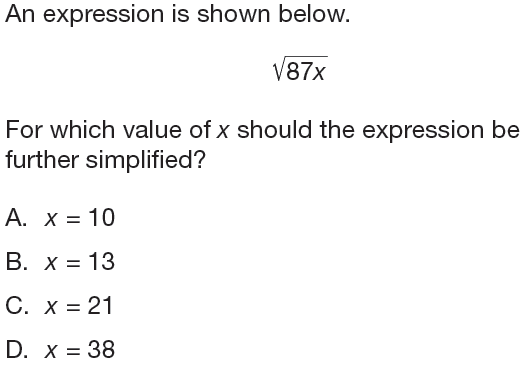 An expression is shown below.
√87x
For which value of x should the expression be
further simplified?
A. x = 10
B. x = 13
C. x = 21
D. x = 38